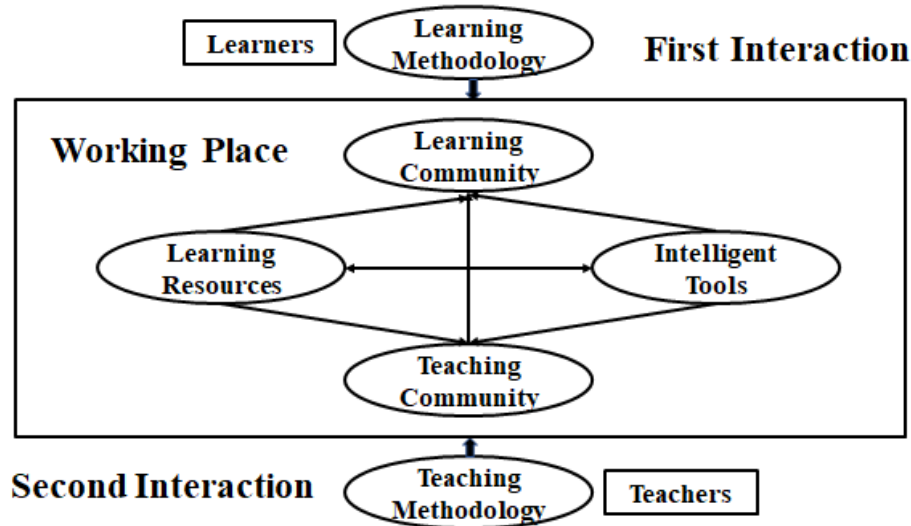 Learners
Learning
Methodology
First Interaction
Working Place
Learning
Community
Learning
Resources
Intelligent
Tools
Teaching
Community
Second Interaction
Teaching
Methodology
Teachers